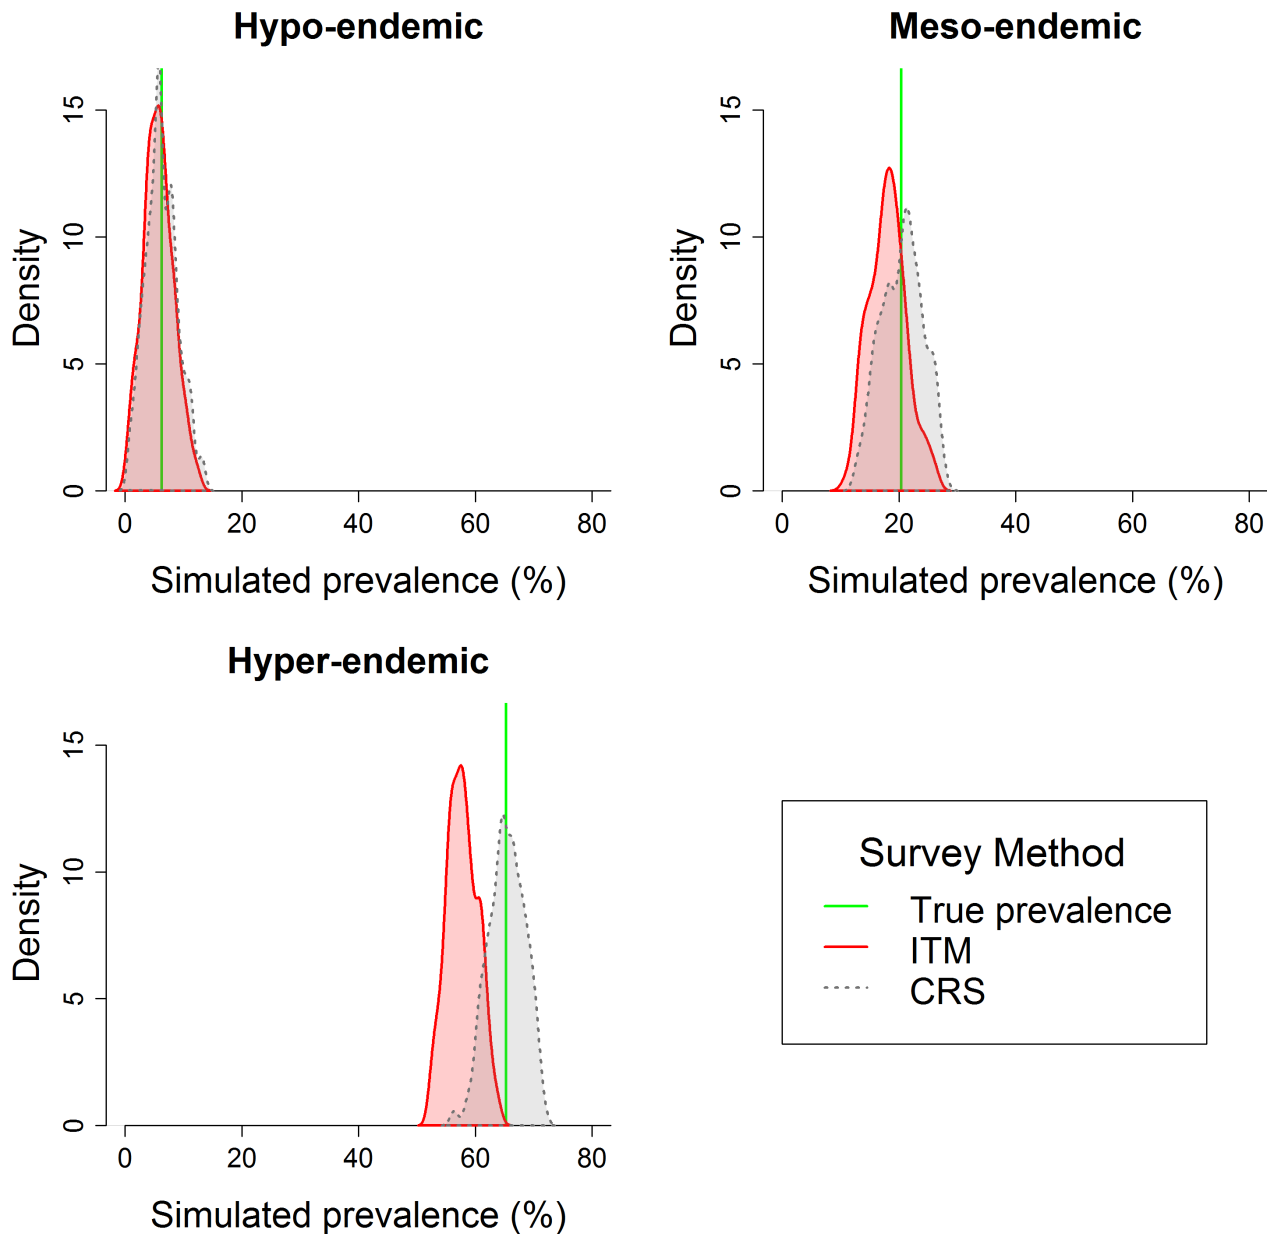 Hypo-endemic
15
10
5
0
Density
0 20 40 60 80
Simulated prevalence (%)
Meso-endemic
15
10
5
0
Density
0 20 40 60 80
Simulated prevalence (%)
Hyper-endemic
15
10
5
0
Density
0 20 40 60 80
Simulated prevalence (%)
Survey Method
True prevalence
ITM
CRS